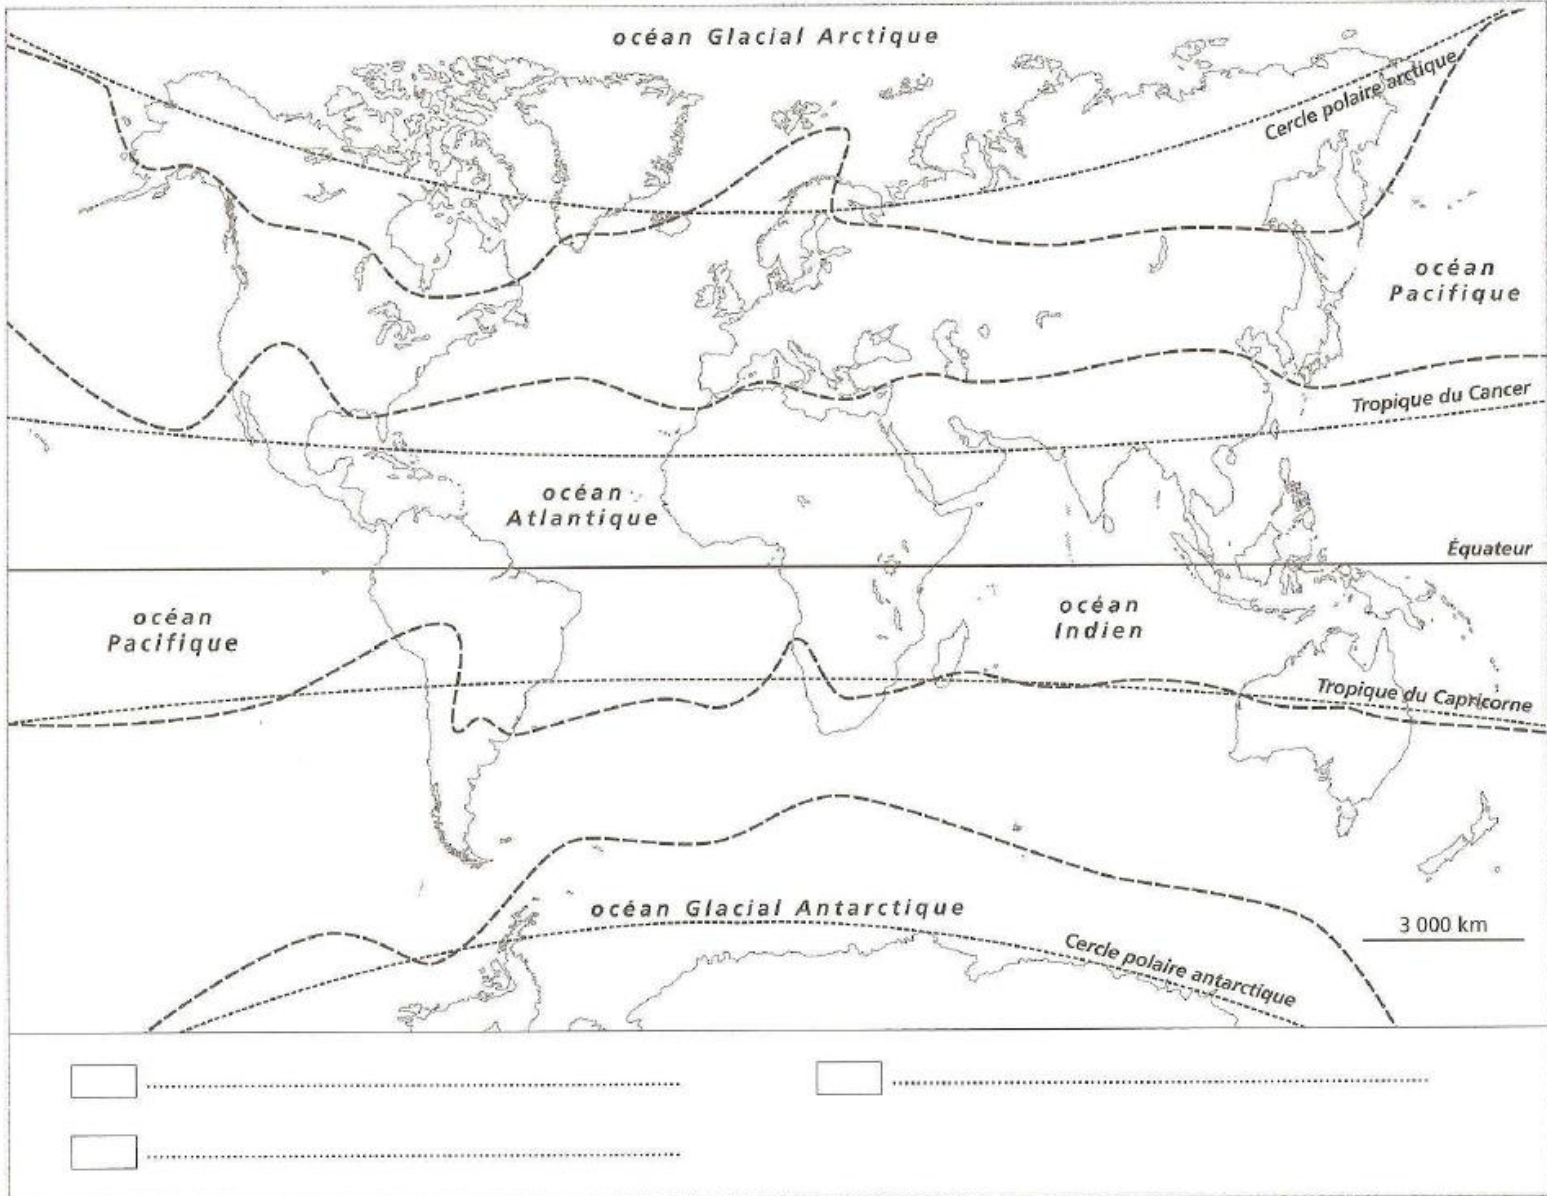 océan Glacial Arctique
Cercle polaire arctique
océan
Pacifique
Tropique du Cancer
océan
Atlantique
Équateur
océan
Pacifique
océan
Indien
Tropique du Capricorne
océan Glacial Antarctique
3 000 km
Cercle polaire antarctique